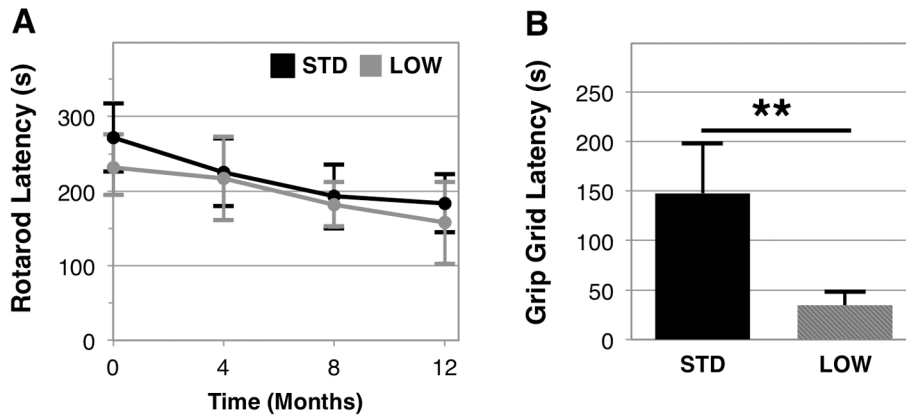 A
Rotarod Latency (s)
STD LOW
300
200
100
0
0 4 8 12
Time (Months)
B
Grip Grid Latency (s)
250
200
150
100
50
0
**
STD LOW